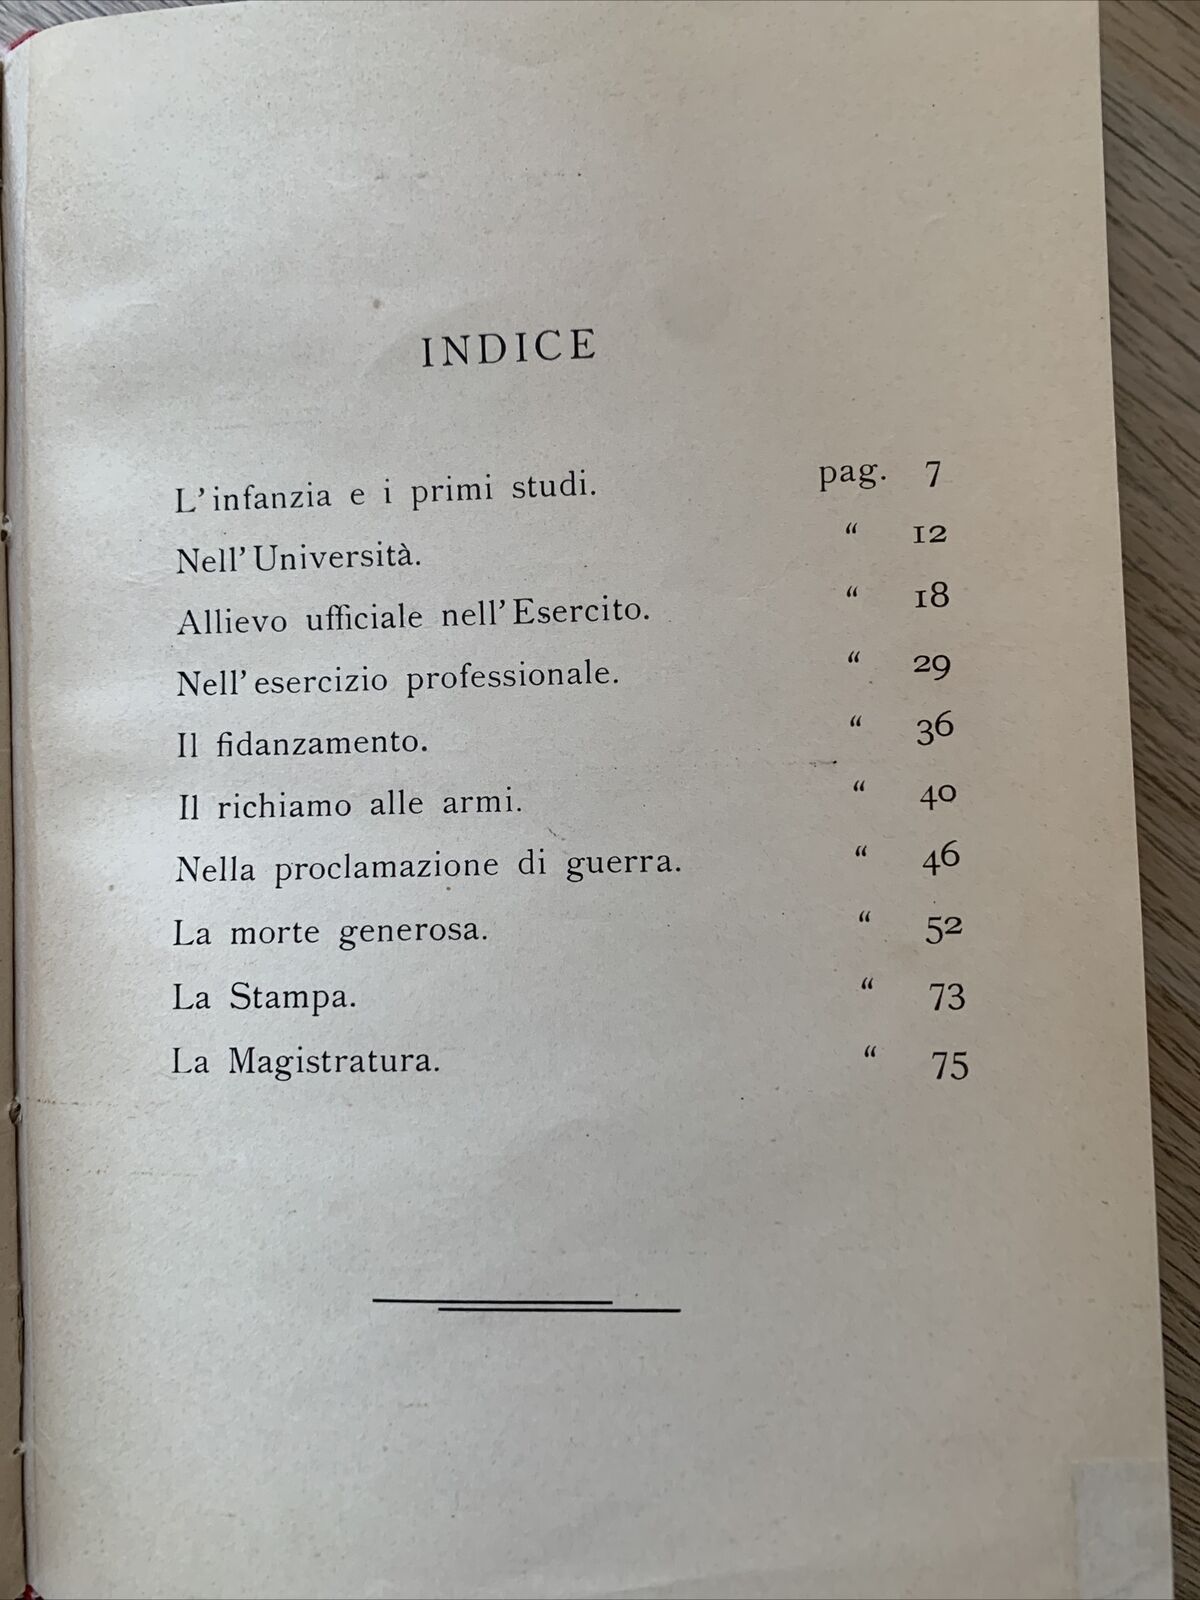 INDICE
L'infanzia e i primi studi. pag. 7
Nell'Università. “ 12
Allievo ufficiale nell'Esercito. “ 18
Nell'esercizio professionale. “ 29
Il fidanzamento. “ 36
Il richiamo alle armi. “ 40
Nella proclamazione di guerra. “ 46
La morte generosa. “ 52
La Stampa. “ 73
La Magistratura. “ 75